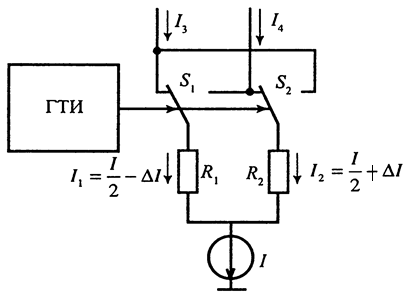 I₃
I₄
S₁
S₂
ГТИ
I₁ = I/2 − ΔI
R₁
R₂
I₂ = I/2 + ΔI
I